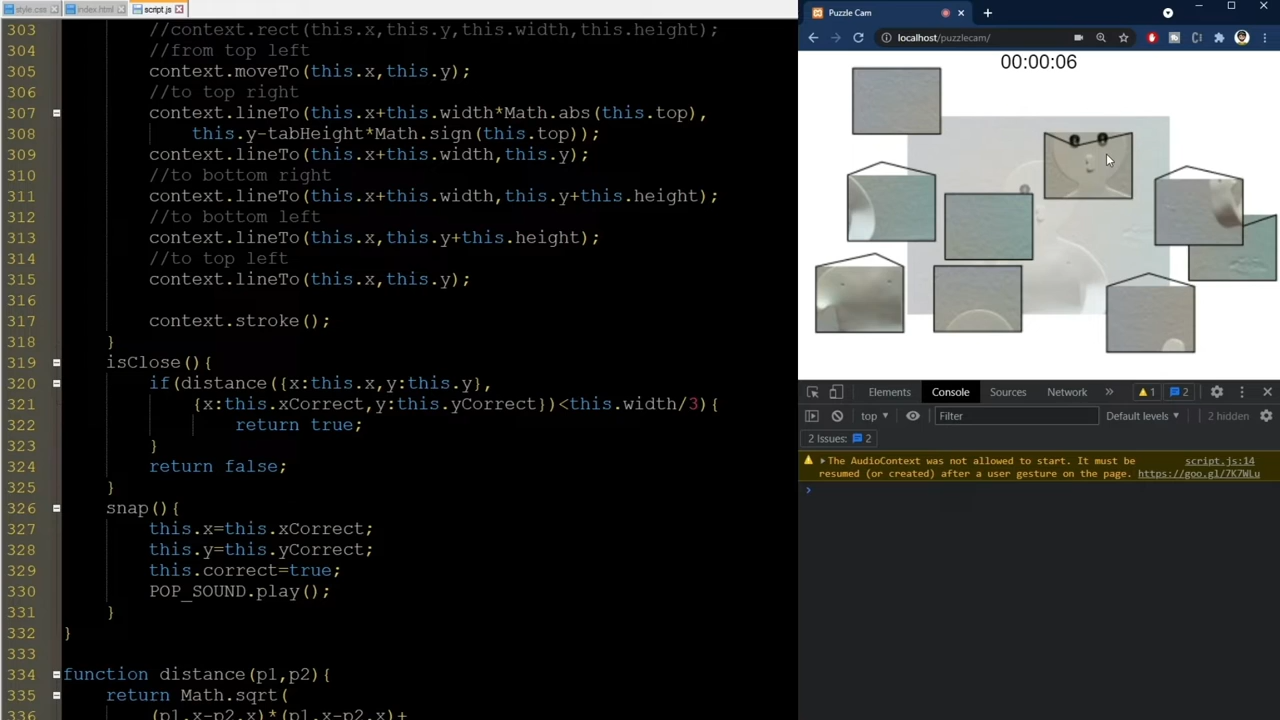 style.css
index.html
script.js
303 //context.rect(this.x,this.y,this.width,this.height);
304 //from top left
305 context.moveTo(this.x,this.y);
306 //to top right
307 context.lineTo(this.x+this.width*Math.abs(this.top),
308 this.y-tabHeight*Math.sign(this.top));
309 context.lineTo(this.x+this.width,this.y);
310 //to bottom right
311 context.lineTo(this.x+this.width,this.y+this.height);
312 //to bottom left
313 context.lineTo(this.x,this.y+this.height);
314 //to top left
315 context.lineTo(this.x,this.y);
316
317 context.stroke();
318 }
319 isClose(){
320 if(distance({x:this.x,y:this.y},
321 {x:this.xCorrect,y:this.yCorrect})<this.width/3){
322 return true;
323 }
324 return false;
325 }
326 snap(){
327 this.x=this.xCorrect;
328 this.y=this.yCorrect;
329 this.correct=true;
330 POP_SOUND.play();
331 }
332 }
333
334 function distance(p1,p2){
335 return Math.sqrt(
336 (p1.x-p2.x)*(p1.x-p2.x)+
Puzzle Cam
localhost/puzzlecam/
00:00:06
Elements Console Sources Network » 1 2
top Filter Default levels 2 hidden
2 Issues: 2
The AudioContext was not allowed to start. It must be script.js:14
resumed (or created) after a user gesture on the page. https://goo.gl/7K7WLu